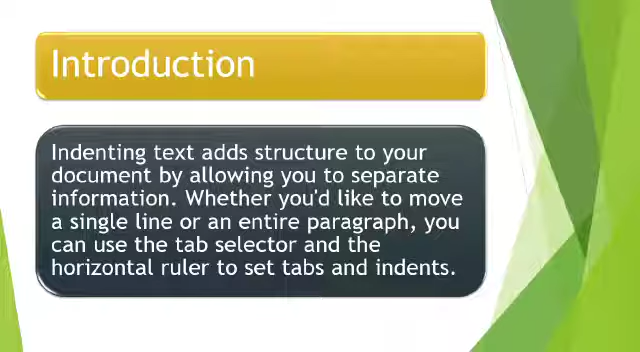 Introduction
Indenting text adds structure to your
document by allowing you to separate
information. Whether you'd like to move
a single line or an entire paragraph, you
can use the tab selector and the
horizontal ruler to set tabs and indents.